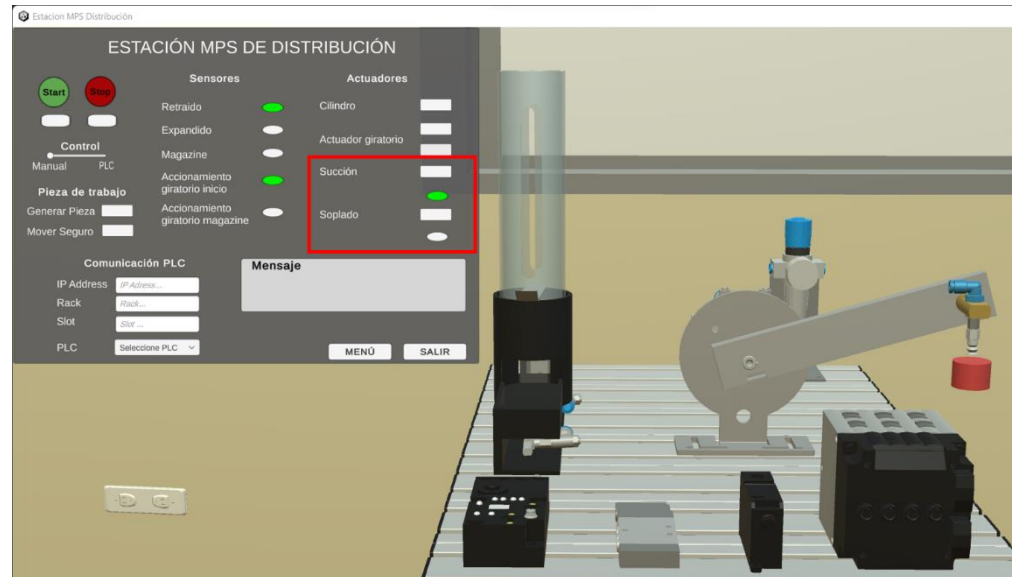 Estacion MPS Distribución
ESTACIÓN MPS DE DISTRIBUCIÓN
Start
Stop
Control
Manual PLC
Pieza de trabajo
Generar Pieza
Mover Seguro
Sensores
Retraido
Expandido
Magazine
Accionamiento
giratorio inicio
Accionamiento
giratorio magazine
Actuadores
Cilindro
Actuador giratorio
Succión
Soplado
Comunicación PLC
IP Address IP Adress...
Rack Rack...
Slot Slot ...
PLC Seleccione PLC
Mensaje
MENÚ SALIR